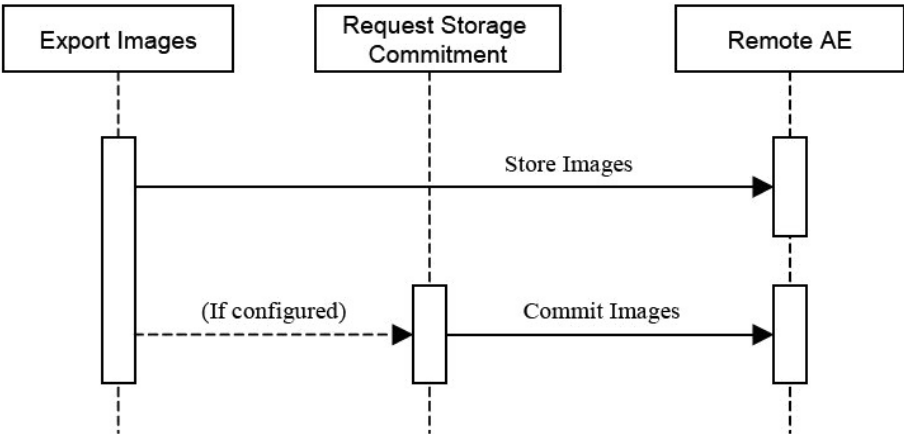 Export Images
Request Storage
Commitment
Remote AE
Store Images
(If configured)
Commit Images